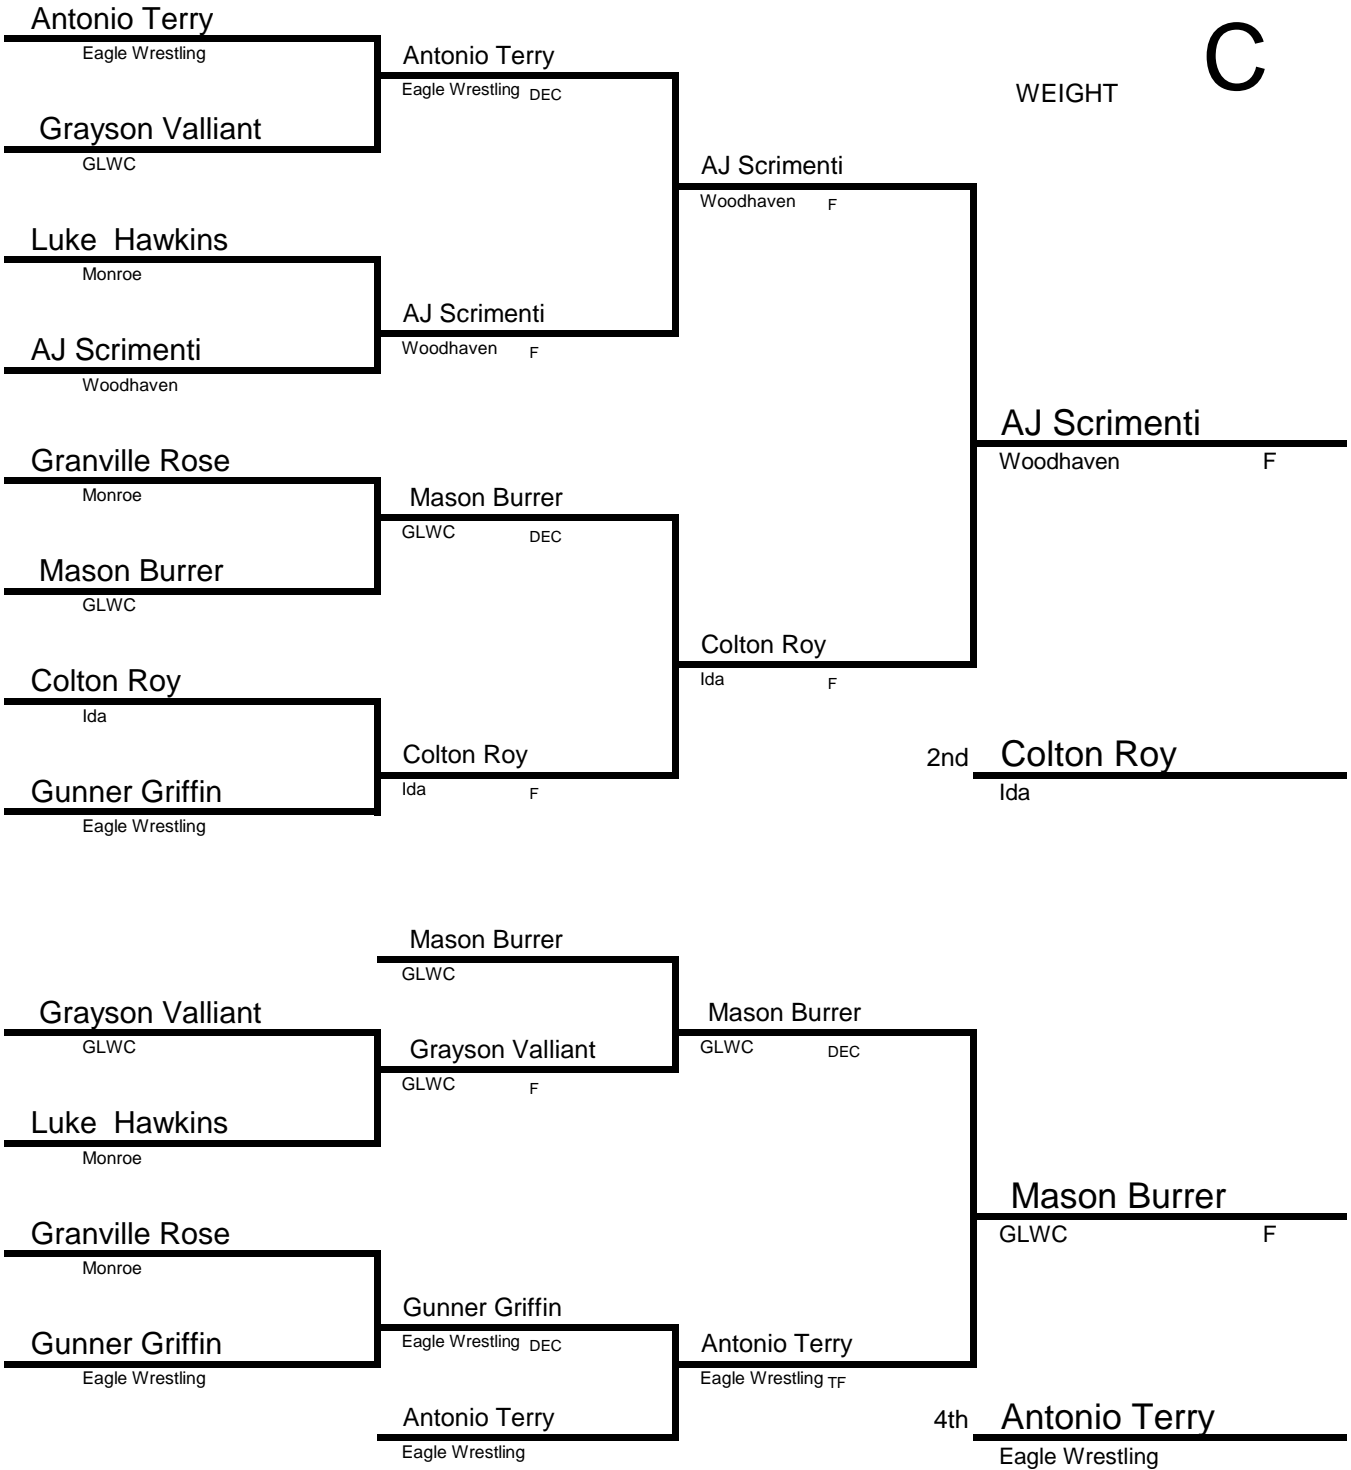 Antonio Terry
Eagle Wrestling
Antonio Terry
Eagle Wrestling DEC
C
WEIGHT
Grayson Valliant
GLWC
AJ Scrimenti
Woodhaven F
Luke  Hawkins
Monroe
AJ Scrimenti
Woodhaven F
AJ Scrimenti
Woodhaven
AJ Scrimenti
Woodhaven F
Granville Rose
Monroe
Mason Burrer
GLWC DEC
Mason Burrer
GLWC
Colton Roy
Ida F
Colton Roy
Ida
Colton Roy
Ida F
2nd Colton Roy
Ida
Gunner Griffin
Eagle Wrestling
Mason Burrer
GLWC
Grayson Valliant
GLWC
Mason Burrer
GLWC DEC
Grayson Valliant
GLWC F
Luke  Hawkins
Monroe
Mason Burrer
GLWC F
Granville Rose
Monroe
Gunner Griffin
Eagle Wrestling DEC
Gunner Griffin
Eagle Wrestling
Antonio Terry
Eagle Wrestling TF
Antonio Terry
Eagle Wrestling
4th Antonio Terry
Eagle Wrestling